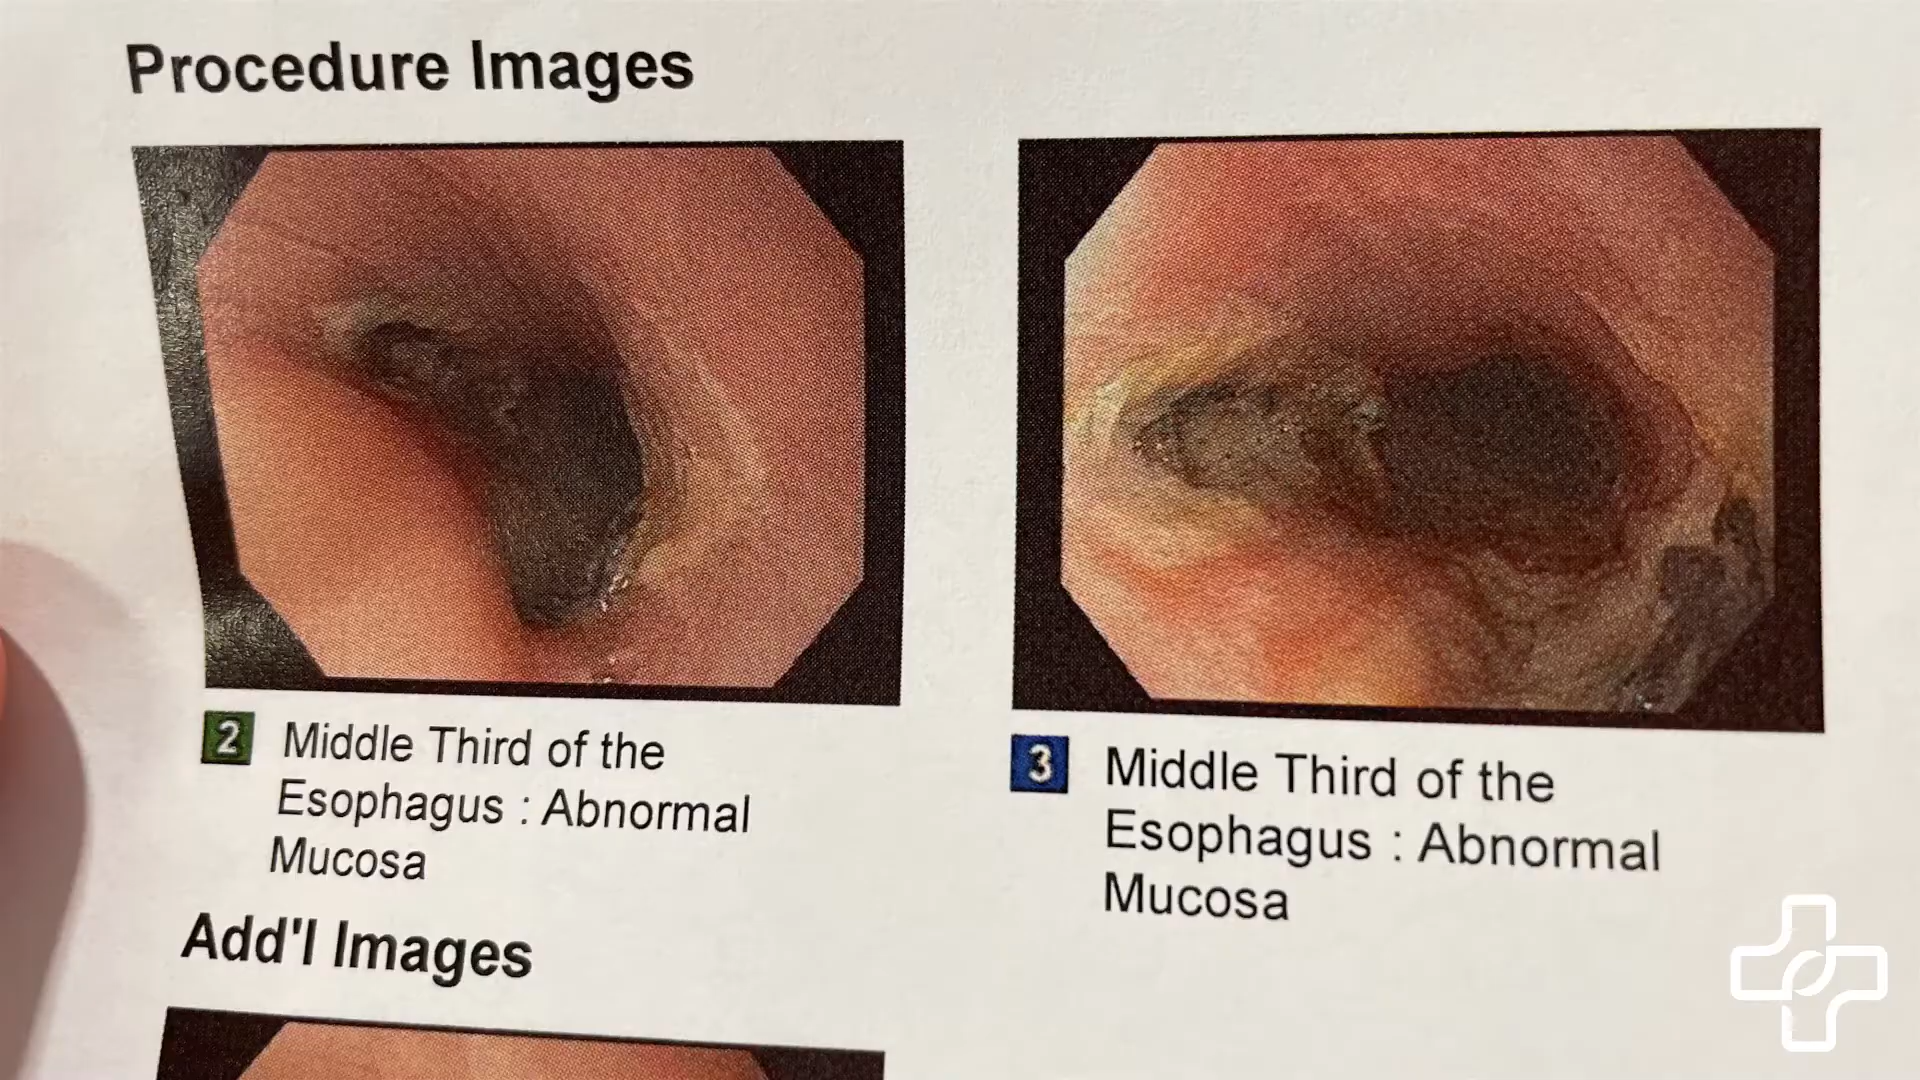 Procedure Images
2 Middle Third of the
Esophagus : Abnormal
Mucosa
3 Middle Third of the
Esophagus : Abnormal
Mucosa
Add'l Images